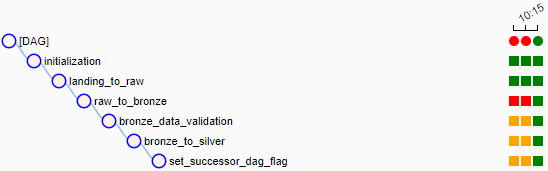 10:15
[DAG]
initialization
landing_to_raw
raw_to_bronze
bronze_data_validation
bronze_to_silver
set_successor_dag_flag